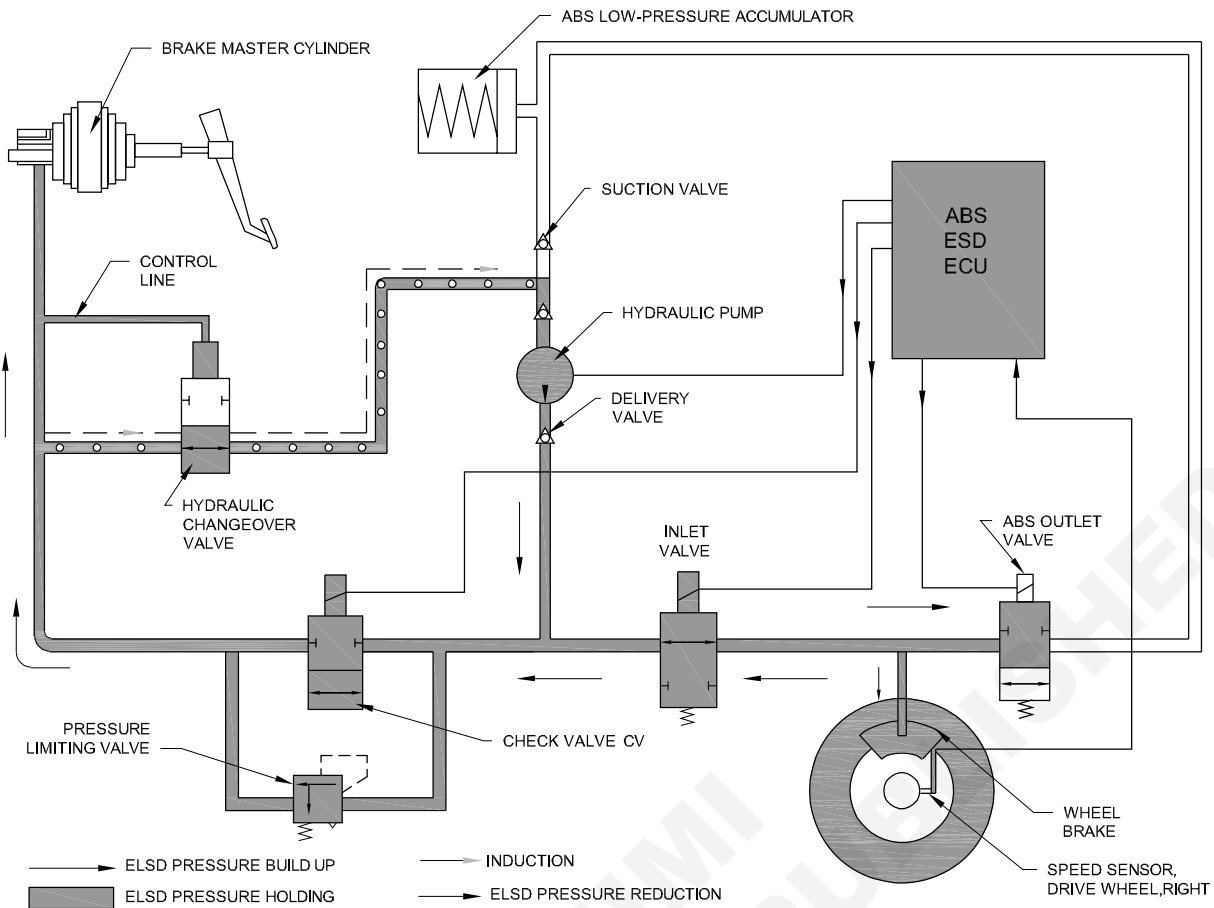 ABS LOW-PRESSURE ACCUMULATOR
BRAKE MASTER CYLINDER
SUCTION VALVE
ABS
ESD
ECU
CONTROL
LINE
HYDRAULIC PUMP
DELIVERY
VALVE
HYDRAULIC
CHANGEOVER
VALVE
INLET
VALVE
ABS OUTLET
VALVE
PRESSURE
LIMITING VALVE
CHECK VALVE CV
WHEEL
BRAKE
SPEED SENSOR,
DRIVE WHEEL,RIGHT
ELSD PRESSURE BUILD UP
INDUCTION
ELSD PRESSURE HOLDING
ELSD PRESSURE REDUCTION